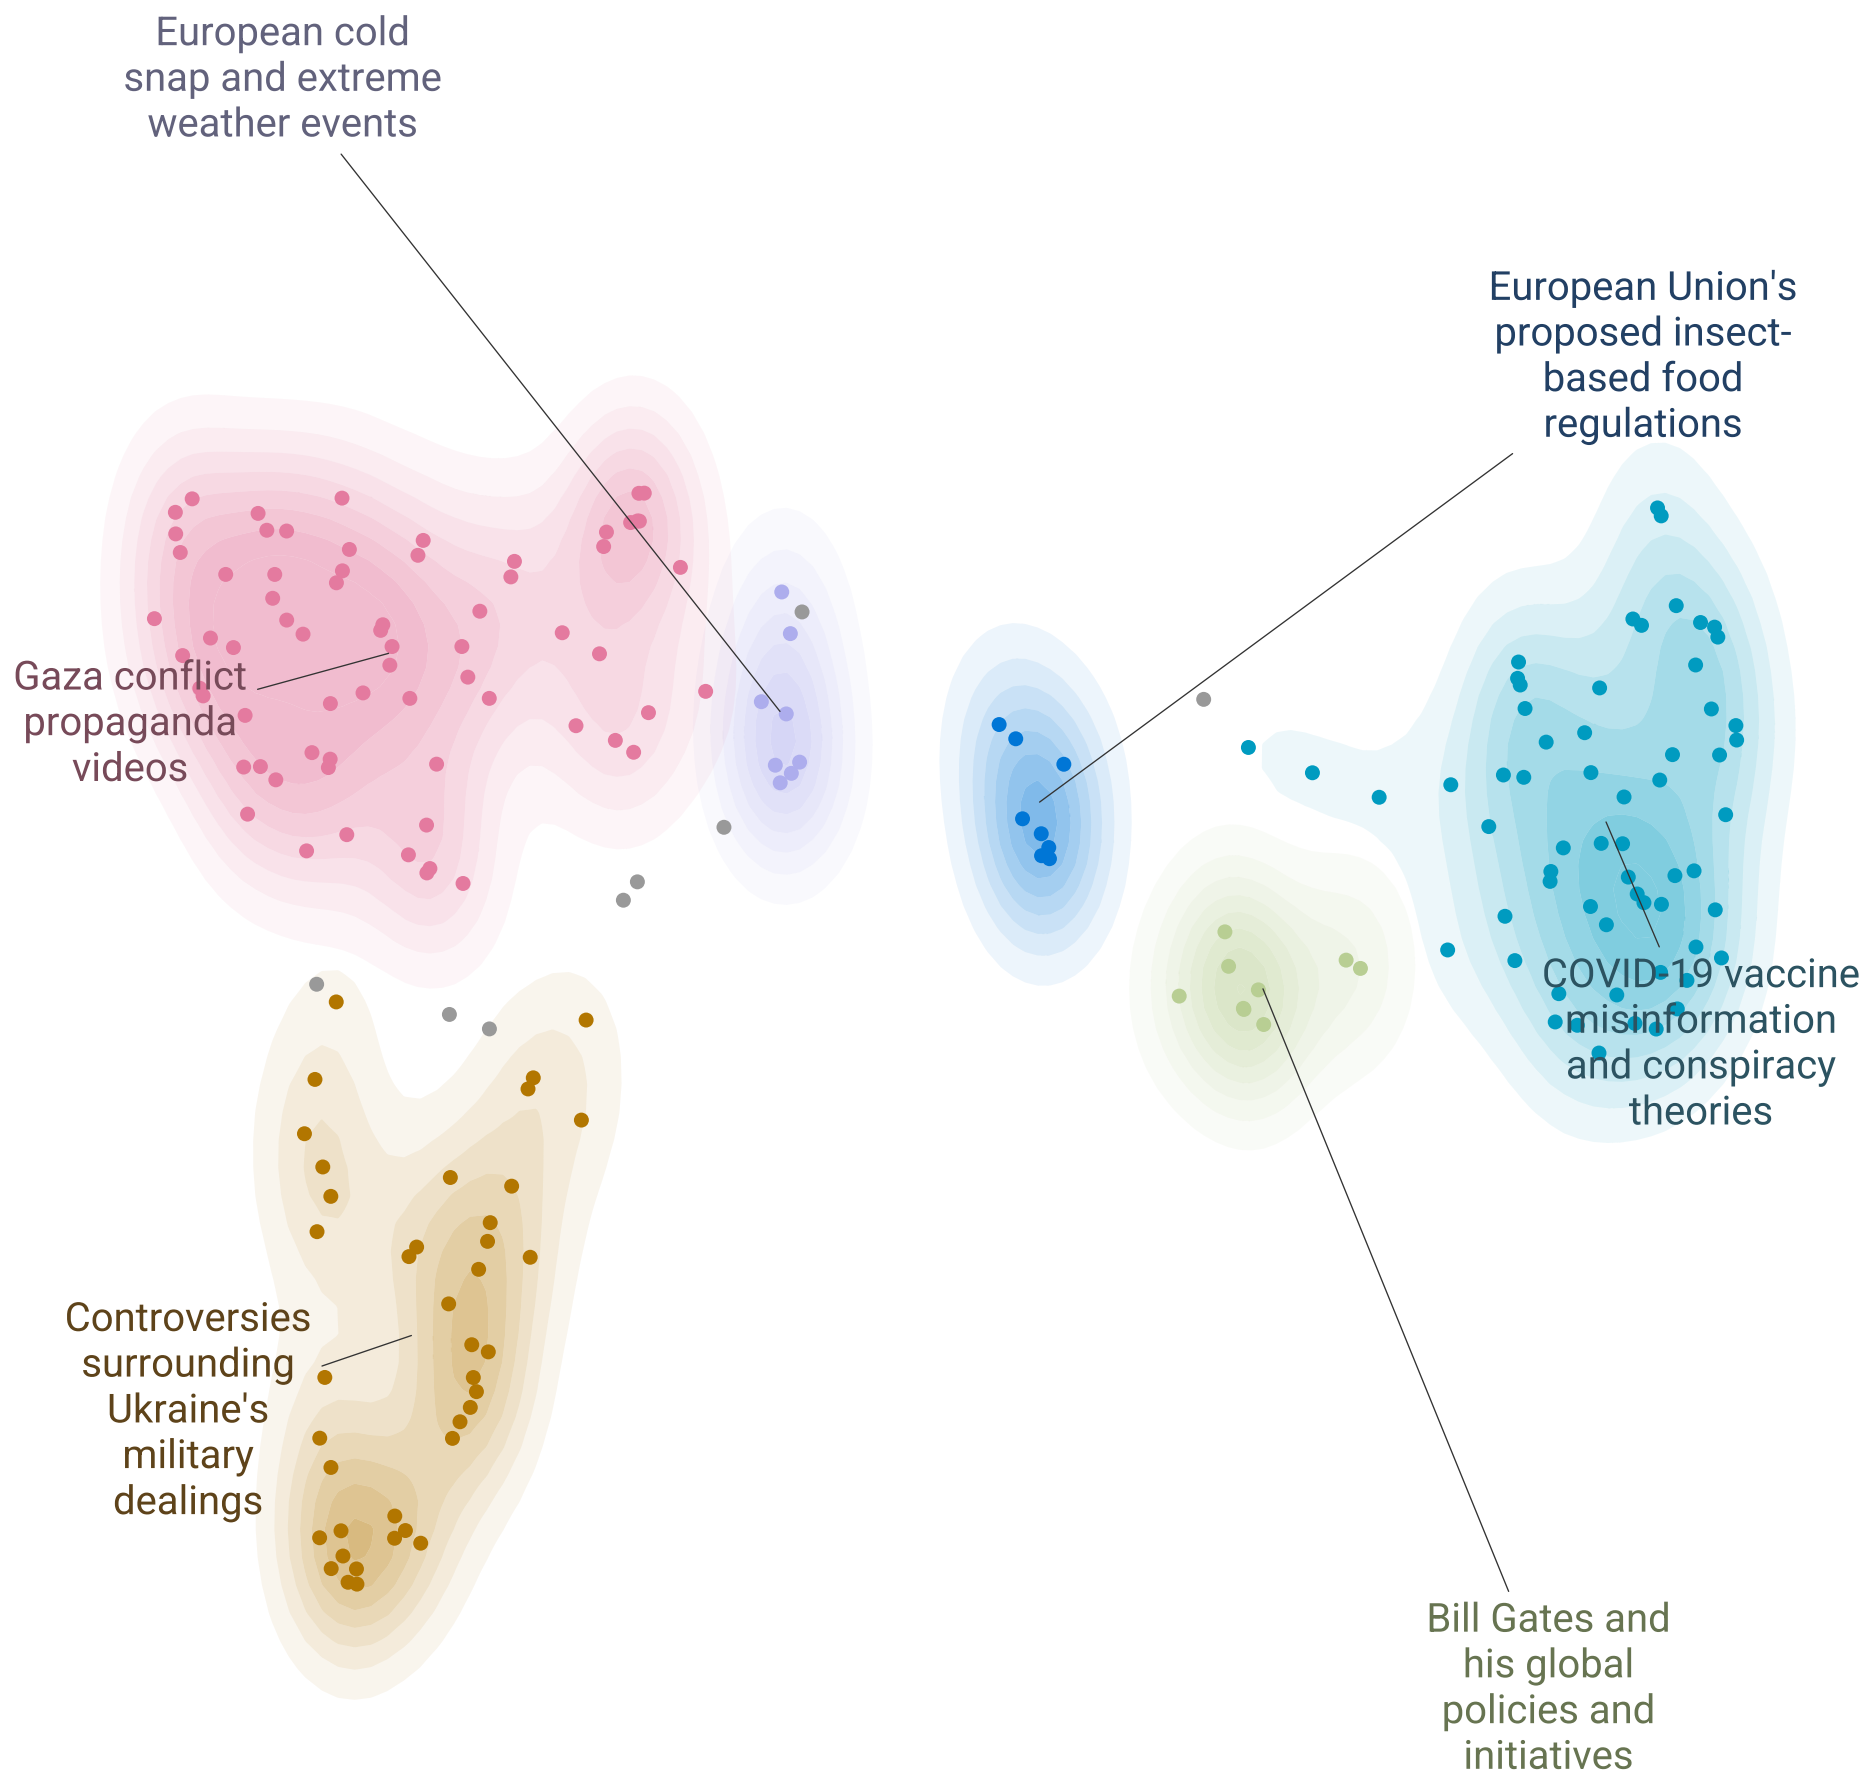 European cold
snap and extreme
weather events
European Union's
proposed insect-
based food
regulations
Gaza conflict
propaganda
videos
COVID-19 vaccine
misinformation
and conspiracy
theories
Controversies
surrounding
Ukraine's
military
dealings
Bill Gates and
his global
policies and
initiatives